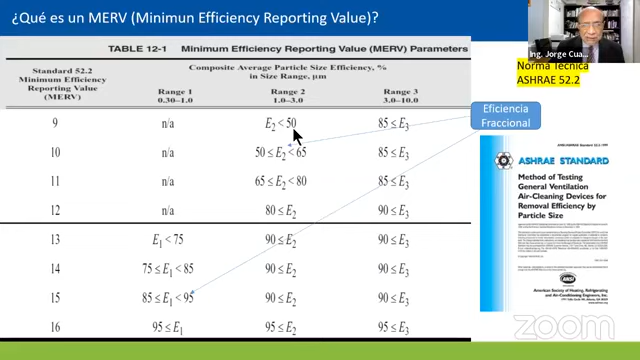 ¿Qué es un MERV (Minimun Efficiency Reporting Value)?
Ing. Jorge Cua...
TABLE 12-1 Minimum Efficiency Reporting Value (MERV) Parameters
Standard 52.2
Minimum Efficiency
Reporting Value
(MERV)
Composite Average Particle Size Efficiency, %
in Size Range, μm
Range 1
0.30–1.0
Range 2
1.0–3.0
Range 3
3.0–10.0
9 n/a E2 < 50 85 ≤ E3
10 n/a 50 ≤ E2 < 65 85 ≤ E3
11 n/a 65 ≤ E2 < 80 85 ≤ E3
12 n/a 80 ≤ E2 90 ≤ E3
13 E1 < 75 90 ≤ E2 90 ≤ E3
14 75 ≤ E1 < 85 90 ≤ E2 90 ≤ E3
15 85 ≤ E1 < 95 90 ≤ E2 90 ≤ E3
16 95 ≤ E1 95 ≤ E2 95 ≤ E3
Norma Técnica
ASHRAE 52.2
Eficiencia
Fraccional
ASHRAE STANDARD
Method of Testing
General Ventilation
Air-Cleaning Devices for
Removal Efficiency by
Particle Size
American Society of Heating, Refrigerating
and Air-Conditioning Engineers, Inc.
zoom